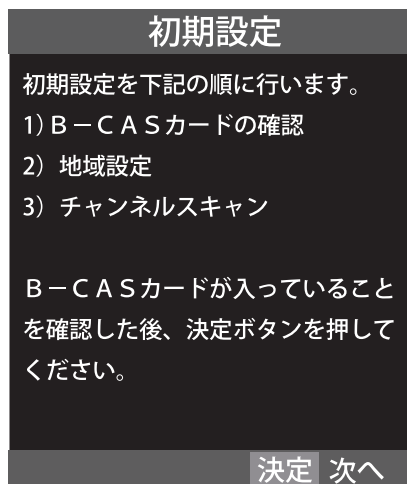 初期設定
初期設定を下記の順に行います。
1)Ｂ－ＣＡＳカードの確認
2）地域設定
3）チャンネルスキャン
Ｂ－ＣＡＳカードが入っていること
を確認した後、決定ボタンを押して
ください。
決定 次へ